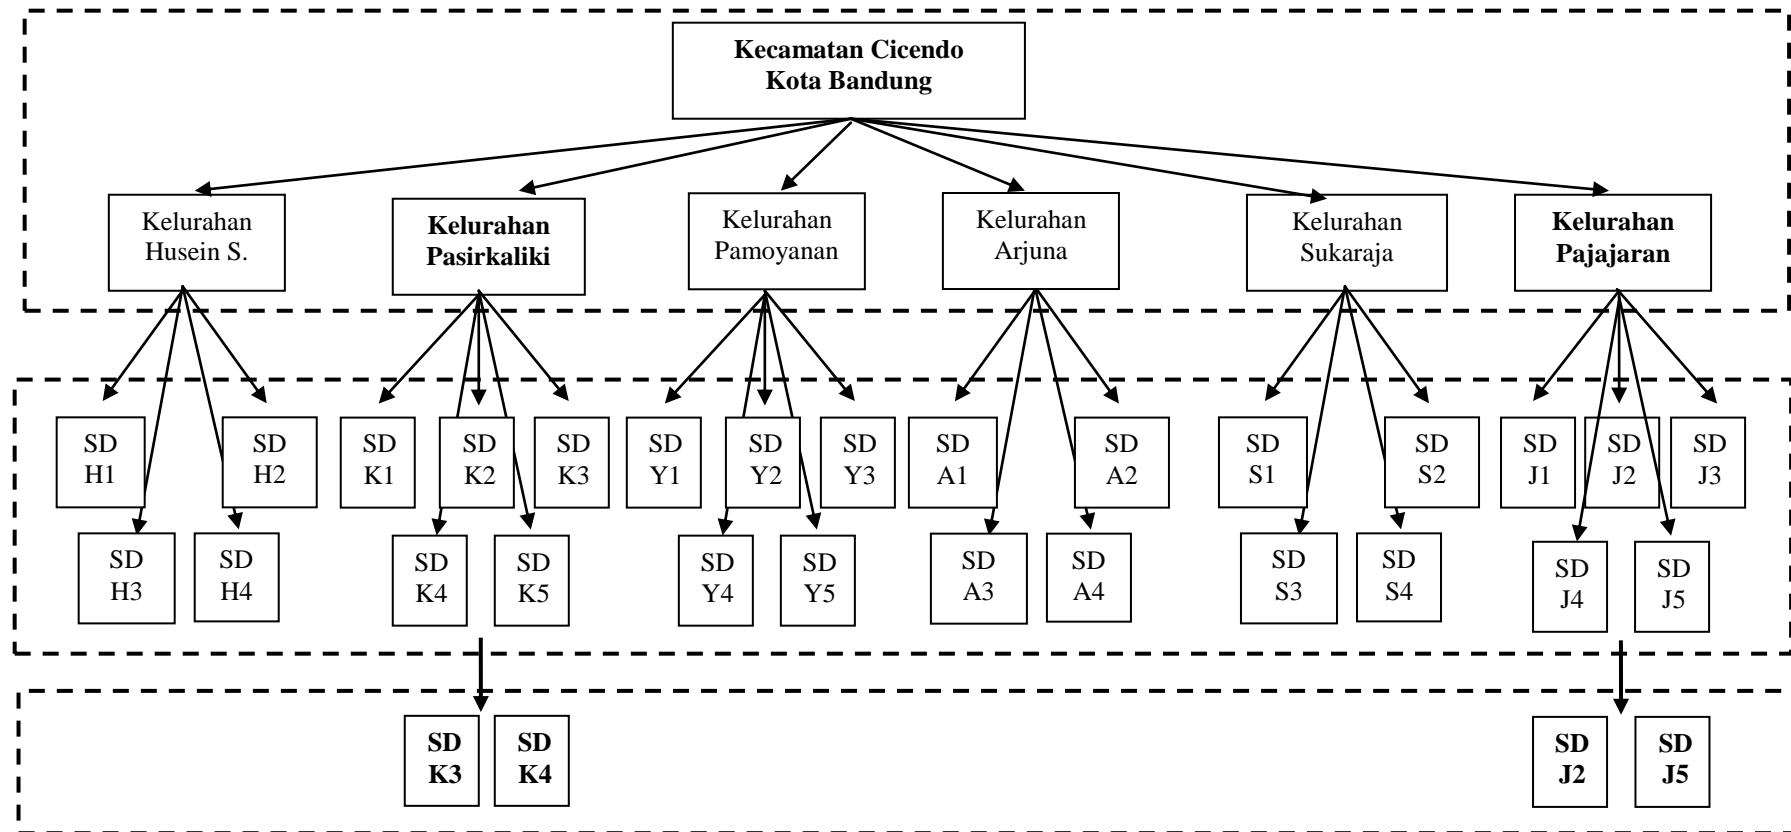 Kecamatan Cicendo
Kota Bandung
Kelurahan
Husein S.
Kelurahan
Pasirkaliki
Kelurahan
Pamoyanan
Kelurahan
Arjuna
Kelurahan
Sukaraja
Kelurahan
Pajajaran
SD
H1
SD
H2
SD
K1
SD
K2
SD
K3
SD
Y1
SD
Y2
SD
Y3
SD
A1
SD
A2
SD
S1
SD
S2
SD
J1
SD
J2
SD
J3
SD
H3
SD
H4
SD
K4
SD
K5
SD
Y4
SD
Y5
SD
A3
SD
A4
SD
S3
SD
S4
SD
J4
SD
J5
SD
K3
SD
K4
SD
J2
SD
J5